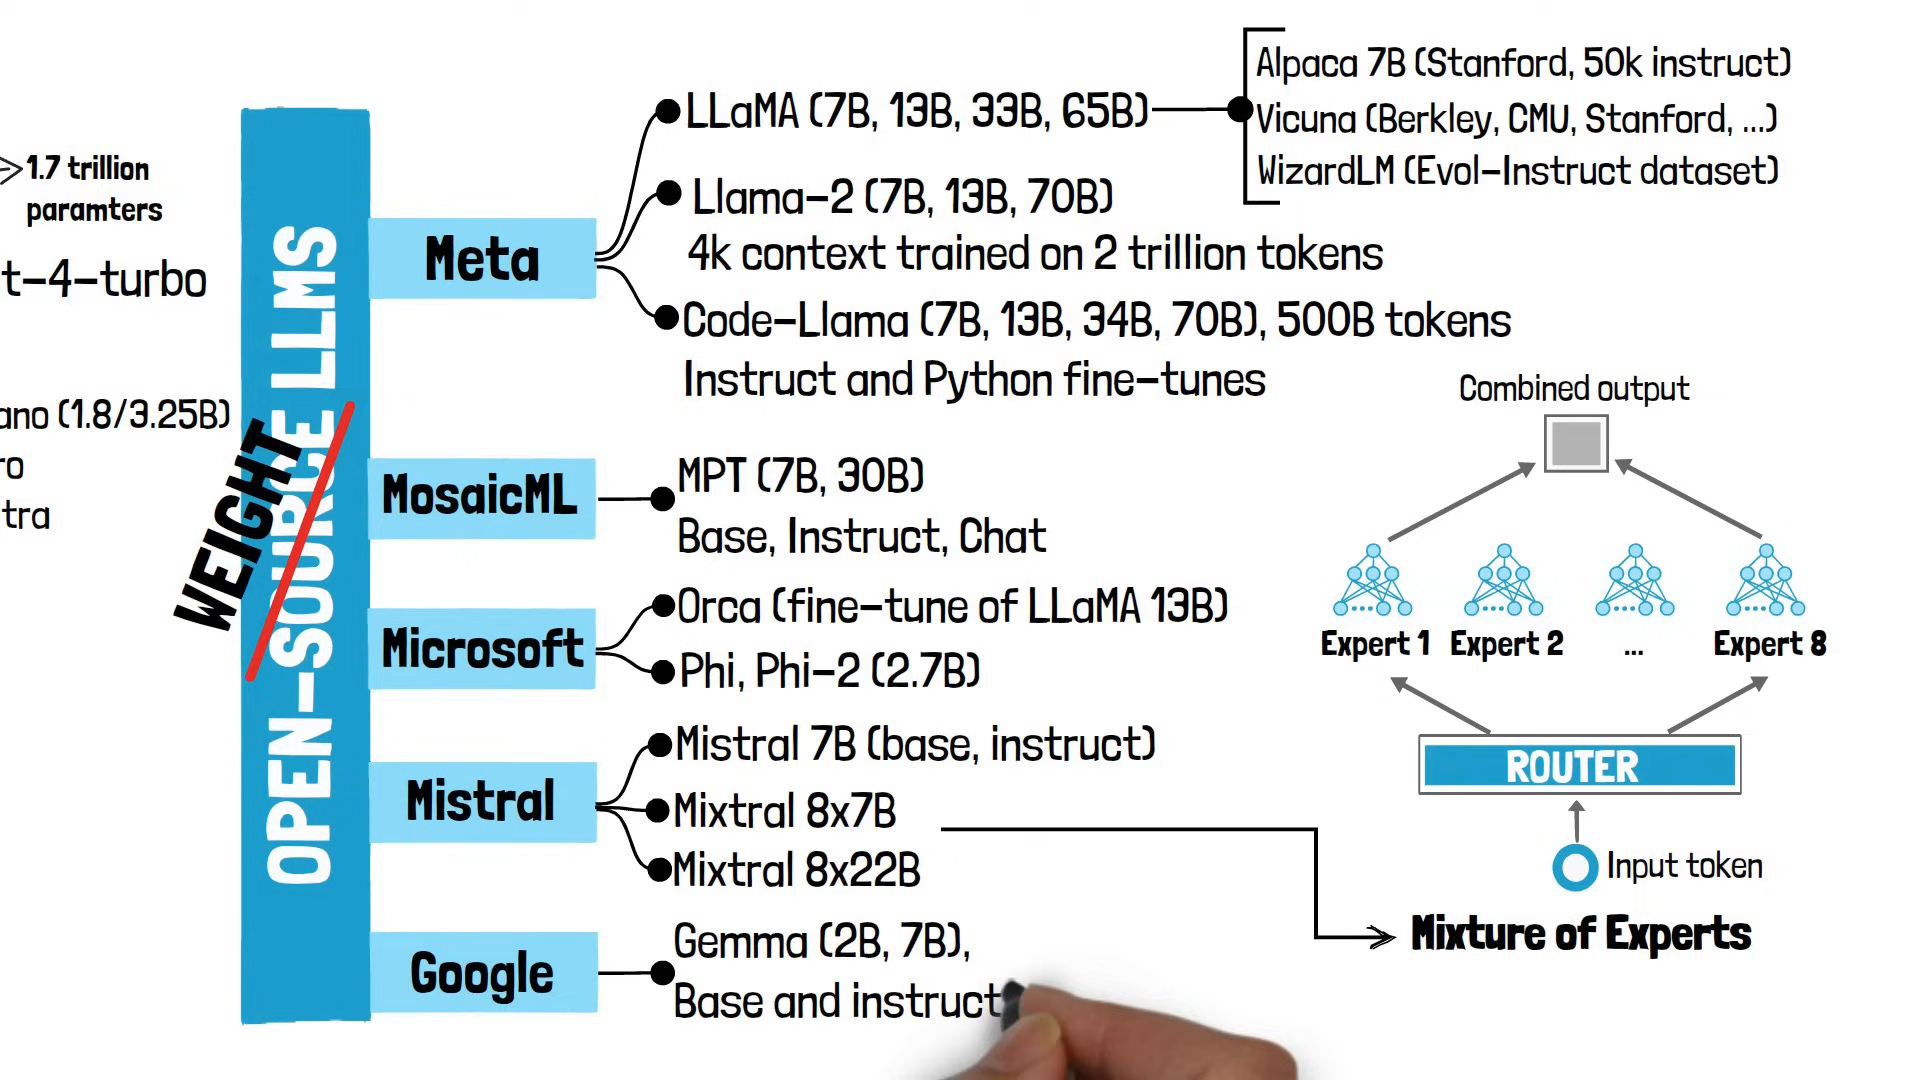 1.7 trillion
paramters
t-4-turbo
ano (1.8/3.25B)
ro
tra
OPEN-SOURCE LLMS
WEIGHT
Meta
LLaMA (7B, 13B, 33B, 65B)
Alpaca 7B (Stanford, 50k instruct)
Vicuna (Berkley, CMU, Stanford, ...)
WizardLM (Evol-Instruct dataset)
Llama-2 (7B, 13B, 70B)
4k context trained on 2 trillion tokens
Code-Llama (7B, 13B, 34B, 70B), 500B tokens
Instruct and Python fine-tunes
MosaicML
MPT (7B, 30B)
Base, Instruct, Chat
Microsoft
Orca (fine-tune of LLaMA 13B)
Phi, Phi-2 (2.7B)
Mistral
Mistral 7B (base, instruct)
Mixtral 8x7B
Mixtral 8x22B
Google
Gemma (2B, 7B),
Base and instruct
Combined output
Expert 1 Expert 2 ... Expert 8
ROUTER
Input token
Mixture of Experts